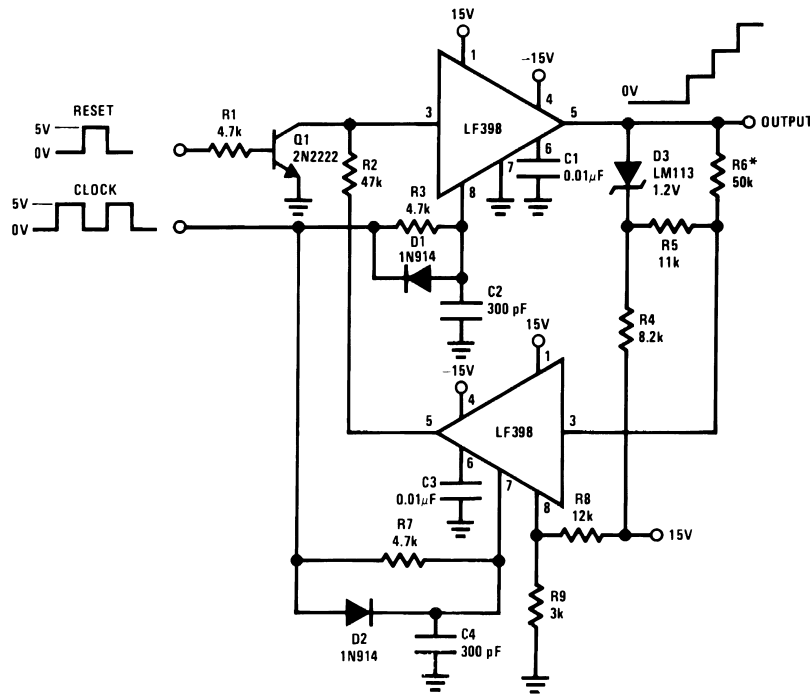 15V
1
–15V
4
5
0V
OUTPUT
RESET
5V
0V
R1
4.7k
Q1
2N2222
3
LF398
6
7
8
C1
0.01μF
D3
LM113
1.2V
R6*
50k
R2
47k
CLOCK
5V
0V
R3
4.7k
D1
1N914
R5
11k
C2
300 pF
R4
8.2k
15V
1
–15V
4
5
LF398
3
6
7
8
C3
0.01μF
R8
12k
15V
R7
4.7k
R9
3k
D2
1N914
C4
300 pF